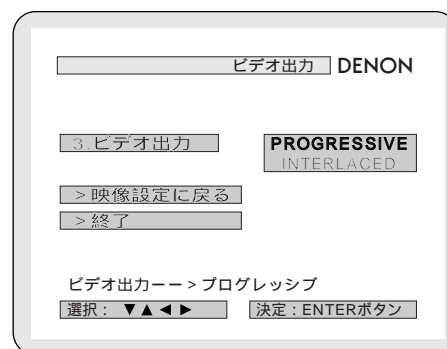 ビデオ出力 DENON
3.ビデオ出力 PROGRESSIVE
INTERLACED
>映像設定に戻る
>終了
ビデオ出力ーー>プログレッシブ
選択： ▼▲◀▶ 決定：ENTERボタン